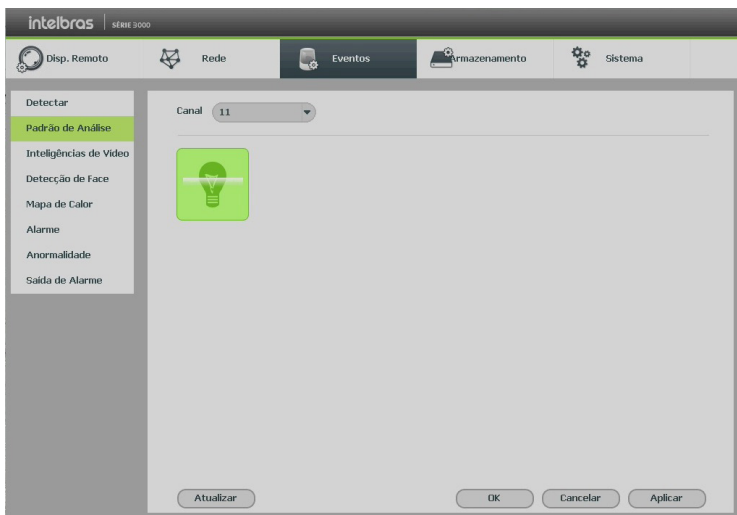 intelbras SÉRIE 3000
Disp. Remoto Rede Eventos Armazenamento Sistema
Detectar
Padrão de Análise
Inteligências de Vídeo
Detecção de Face
Mapa de Calor
Alarme
Anormalidade
Saída de Alarme
Canal 11
Atualizar OK Cancelar Aplicar